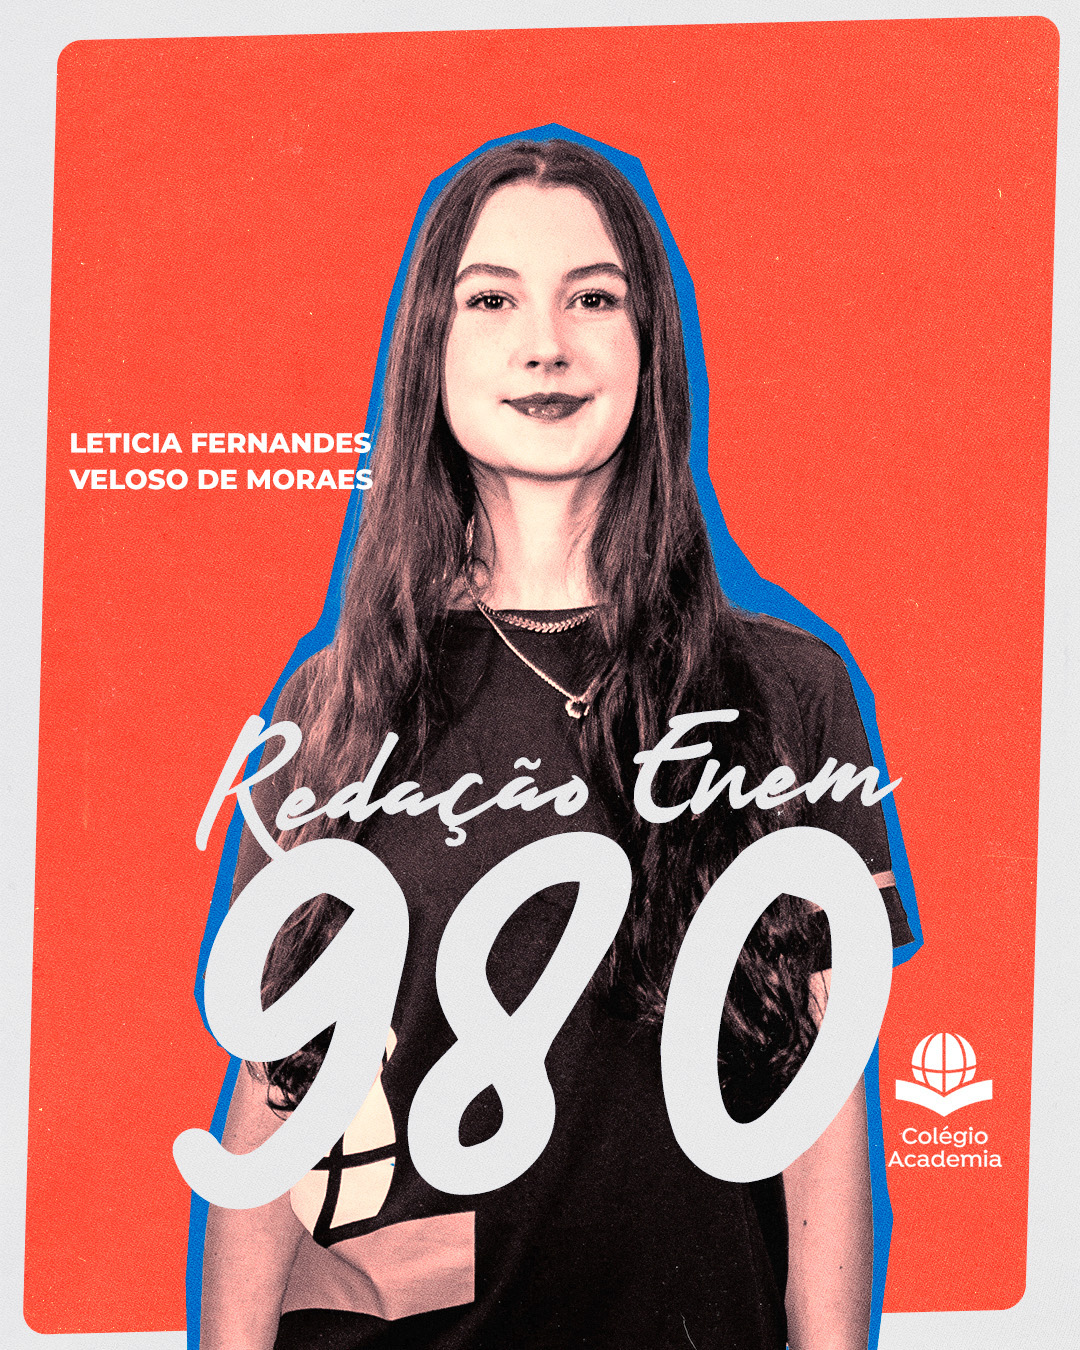 LETICIA FERNANDES
VELOSO DE MORAES
Redação Enem
980
Colégio
Academia